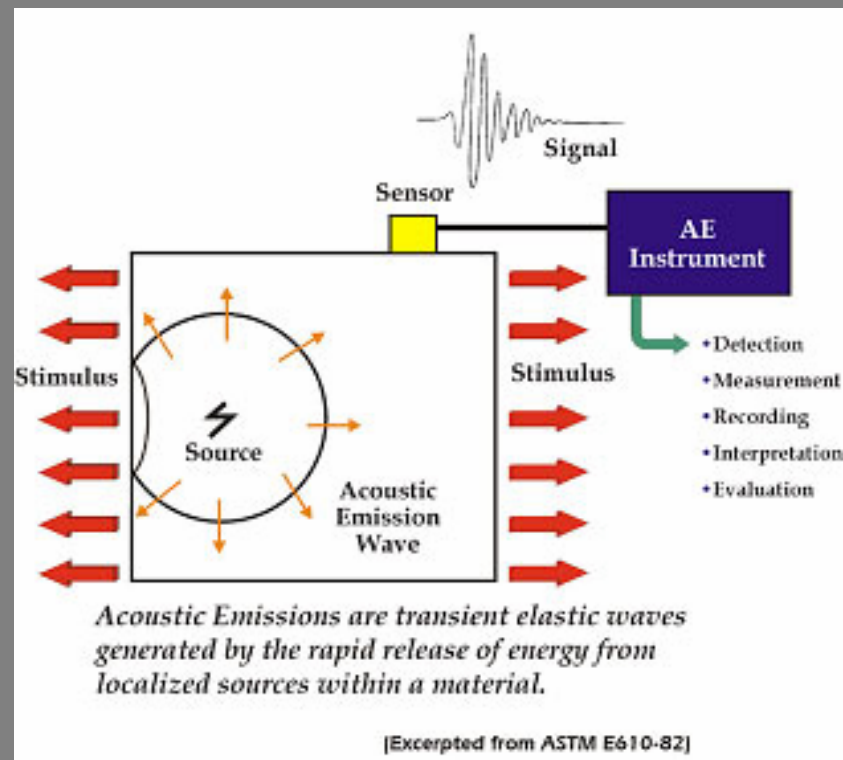 Signal
Sensor
AE
Instrument
Stimulus
Stimulus
Source
Acoustic
Emission
Wave
•Detection
•Measurement
•Recording
•Interpretation
•Evaluation
Acoustic Emissions are transient elastic waves
generated by the rapid release of energy from
localized sources within a material.
[Excerpted from ASTM E610-82]